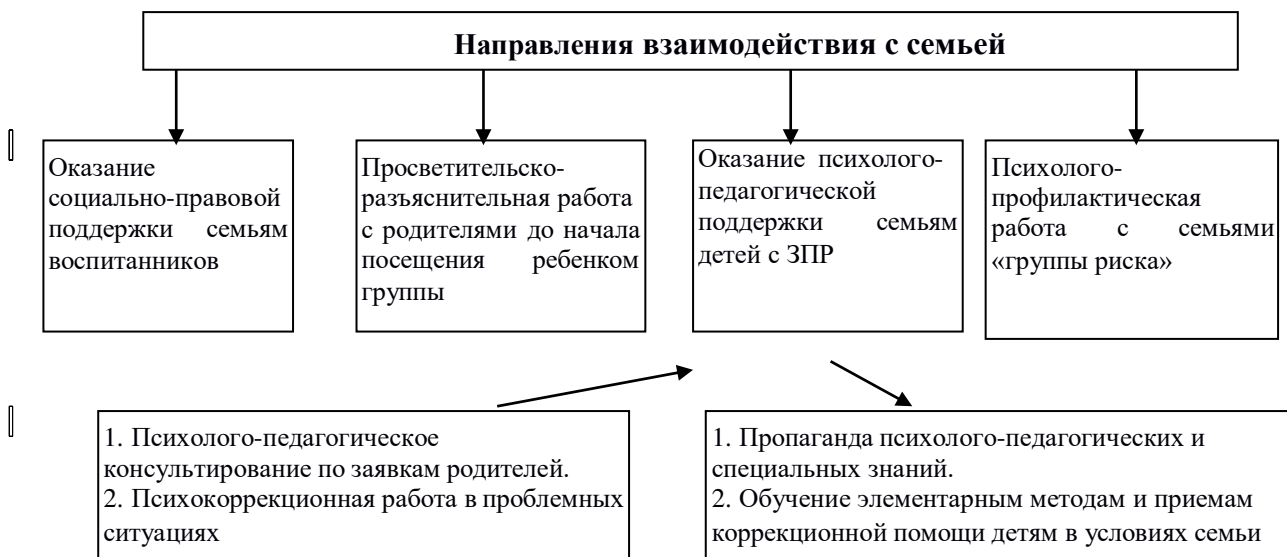 Направления взаимодействия с семьей
Оказание
социально-правовой
поддержки семьям
воспитанников
Просветительско-
разъяснительная работа
с родителями до начала
посещения ребенком
группы
Оказание психолого-
педагогической
поддержки семьям
детей с ЗПР
Психолого-
профилактическая
работа с семьями
«группы риска»
1. Психолого-педагогическое
консультирование по заявкам родителей.
2. Психокоррекционная работа в проблемных
ситуациях
1. Пропаганда психолого-педагогических и
специальных знаний.
2. Обучение элементарным методам и приемам
коррекционной помощи детям в условиях семьи